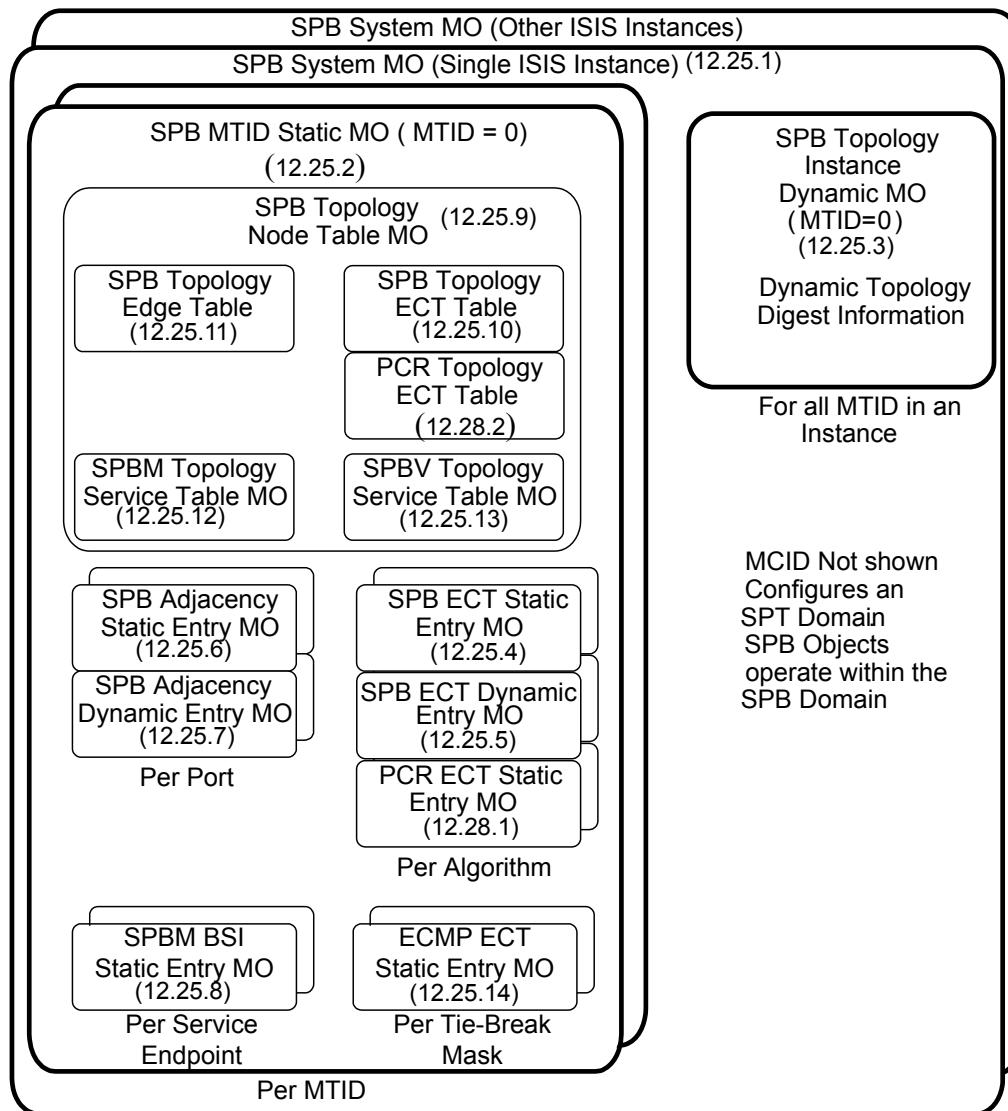 SPB System MO (Other ISIS Instances)
SPB System MO (Single ISIS Instance) (12.25.1)
SPB MTID Static MO ( MTID = 0)
(12.25.2)
SPB Topology
Node Table MO (12.25.9)
SPB Topology
Edge Table
(12.25.11)
SPB Topology
ECT Table
(12.25.10)
PCR Topology
ECT Table
(12.28.2)
SPBM Topology
Service Table MO
(12.25.12)
SPBV Topology
Service Table MO
(12.25.13)
SPB Adjacency
Static Entry MO
(12.25.6)
SPB Adjacency
Dynamic Entry MO
(12.25.7)
Per Port
SPB ECT Static
Entry MO
(12.25.4)
SPB ECT Dynamic
Entry MO
(12.25.5)
PCR ECT Static
Entry MO
(12.28.1)
Per Algorithm
SPBM BSI
Static Entry MO
(12.25.8)
Per Service
Endpoint
ECMP ECT
Static Entry MO
(12.25.14)
Per Tie-Break
Mask
Per MTID
SPB Topology
Instance
Dynamic MO
(MTID=0)
(12.25.3)
Dynamic Topology
Digest Information
For all MTID in an
Instance
MCID Not shown
Configures an
SPT Domain.
SPB Objects
operate within the
SPB Domain